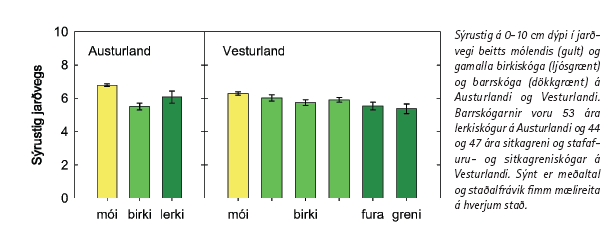 Austurland
Vesturland
Sýrustig jarðvegs
10
8
6
4
2
0
mói birki lerki mói birki fura greni
Sýrustig á 0-10 cm dýpi í jarð-
vegi beitts mólendis (gult) og
gamalla birkiskóga (ljósgrænt)
og barrskóga (dökkgrænt) á
Austurlandi og Vesturlandi.
Barrskógarnir voru 53 ára
lerkiskógur á Austurlandi og 44
og 47 ára sitkagreni og stafaf-
uru- og sitkagreniskógar á
Vesturlandi. Sýnt er meðaltal
og staðalfrávik fimm mælireita
á hverjum stað.